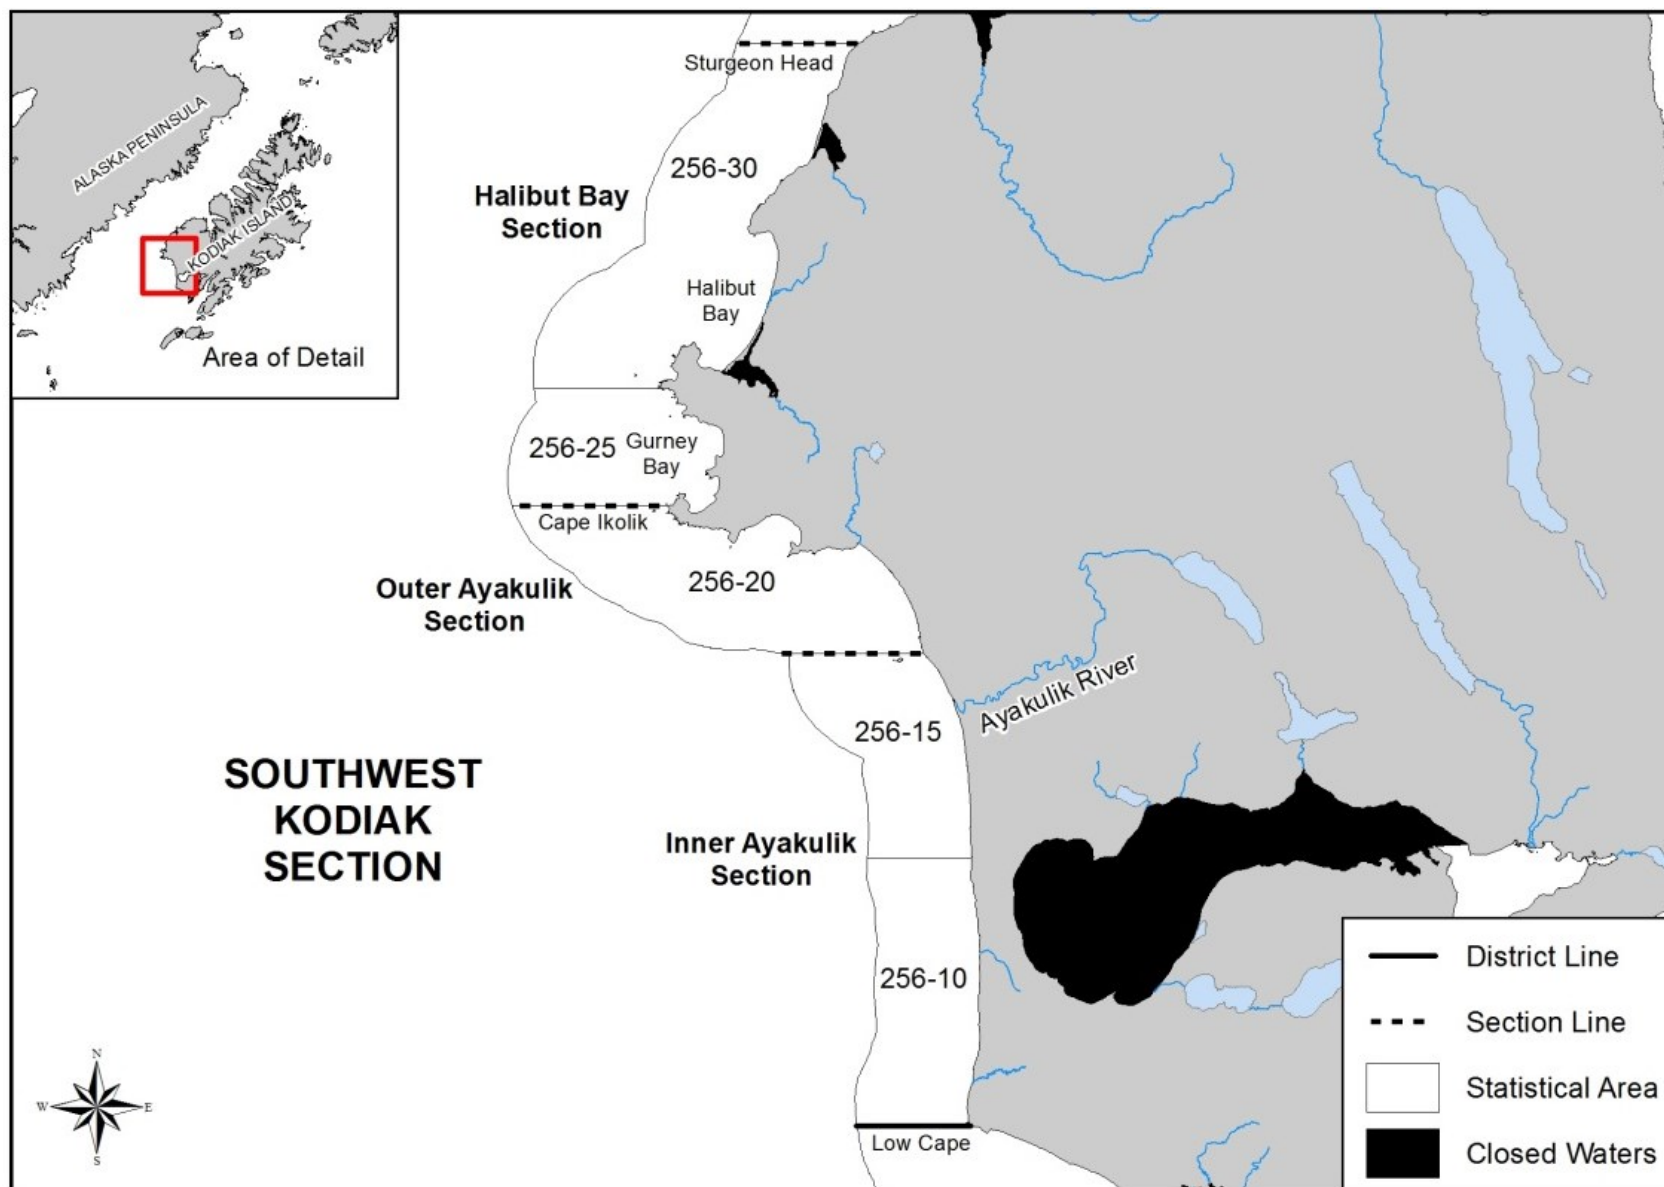 ALASKA PENINSULA
KODIAK ISLAND
Area of Detail
Sturgeon Head
256-30
Halibut Bay
Section
Halibut
Bay
256-25
Gurney
Bay
Cape Ikolik
256-20
Outer Ayakulik
Section
Ayakulik River
256-15
SOUTHWEST
KODIAK
SECTION
Inner Ayakulik
Section
256-10
Low Cape
N
W
E
S
District Line
Section Line
Statistical Area
Closed Waters